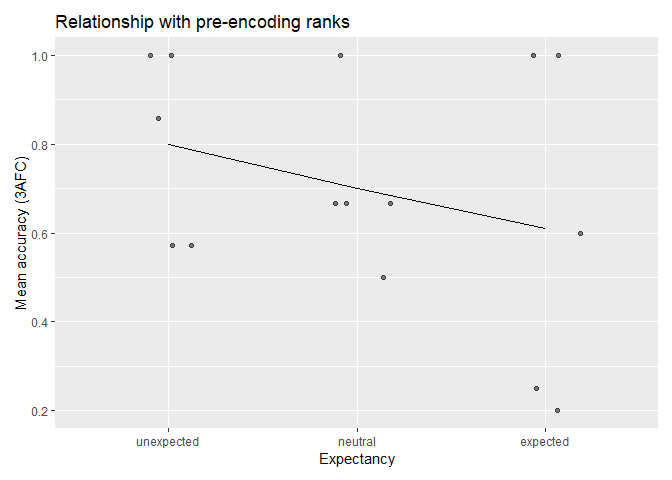 Relationship with pre-encoding ranks
Mean accuracy (3AFC)
1.0
0.8
0.6
0.4
0.2
unexpected
neutral
expected
Expectancy